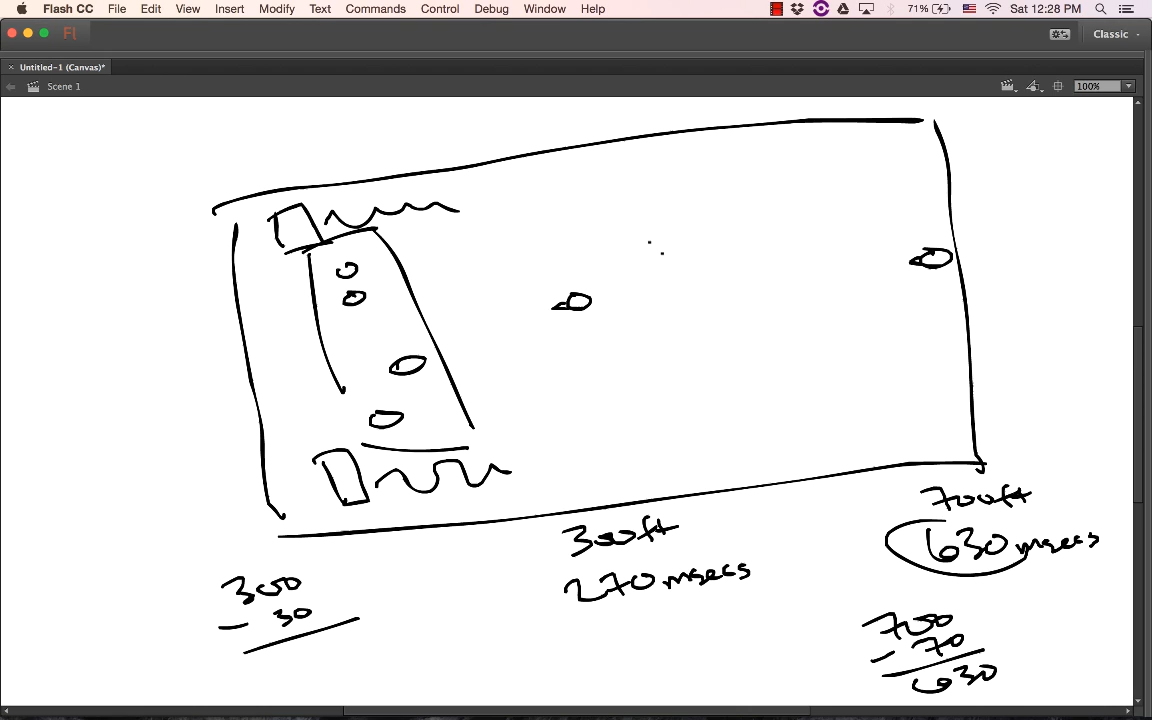 Flash CC File Edit View Insert Modify Text Commands Control Debug Window Help 71% Sat 12:28 PM
Fl Classic
× Untitled-1 (Canvas)*
Scene 1 100%
700ft
300ft
630 msecs
270 msecs
300
- 30
700
- 70
630